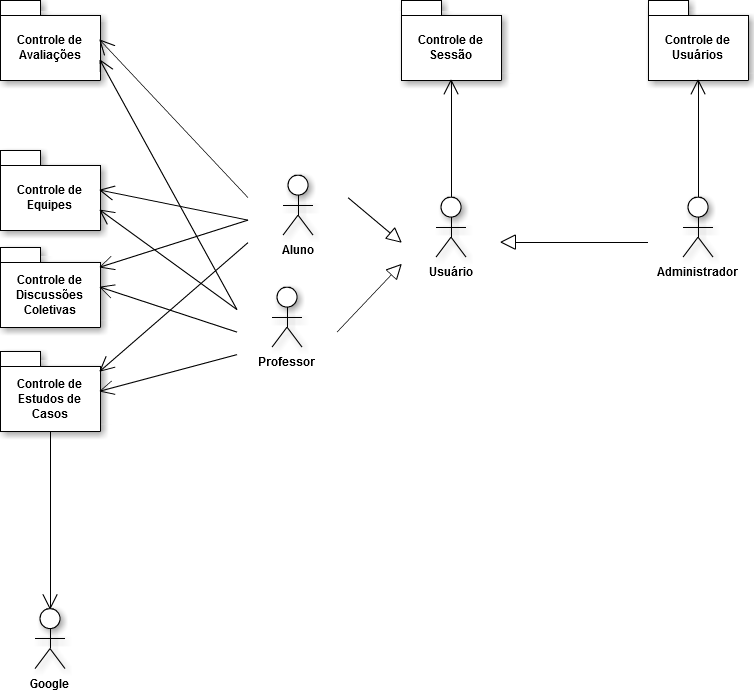 Controle de
Avaliações
Controle de
Sessão
Controle de
Usuários
Controle de
Equipes
Aluno
Controle de
Discussões
Coletivas
Usuário
Administrador
Professor
Controle de
Estudos de
Casos
Google